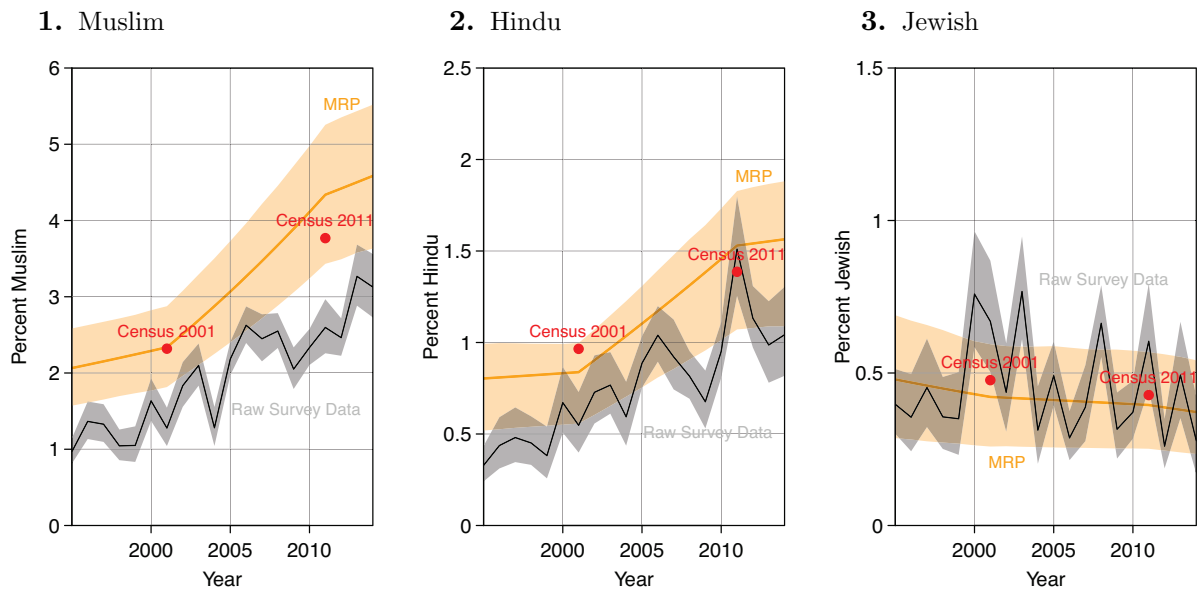 1. Muslim
6
5
4
3
2
1
0
2000 2005 2010
Year
Percent Muslim
MRP
Census 2011
Census 2001
Raw Survey Data
2. Hindu
2.5
2
1.5
1
0.5
0
2000 2005 2010
Year
Percent Hindu
MRP
Census 2011
Census 2001
Raw Survey Data
3. Jewish
1.5
1
0.5
0
2000 2005 2010
Year
Percent Jewish
Raw Survey Data
Census 2001
Census 2011
MRP